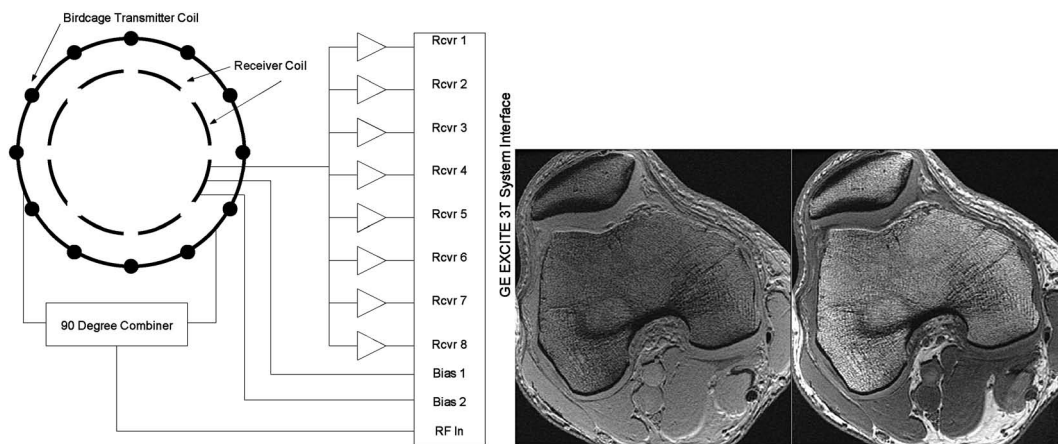 Birdcage Transmitter Coil
Receiver Coil
90 Degree Combiner
Rcvr 1
Rcvr 2
Rcvr 3
Rcvr 4
Rcvr 5
Rcvr 6
Rcvr 7
Rcvr 8
Bias 1
Bias 2
RF In
GE EXCITE 3T System Interface